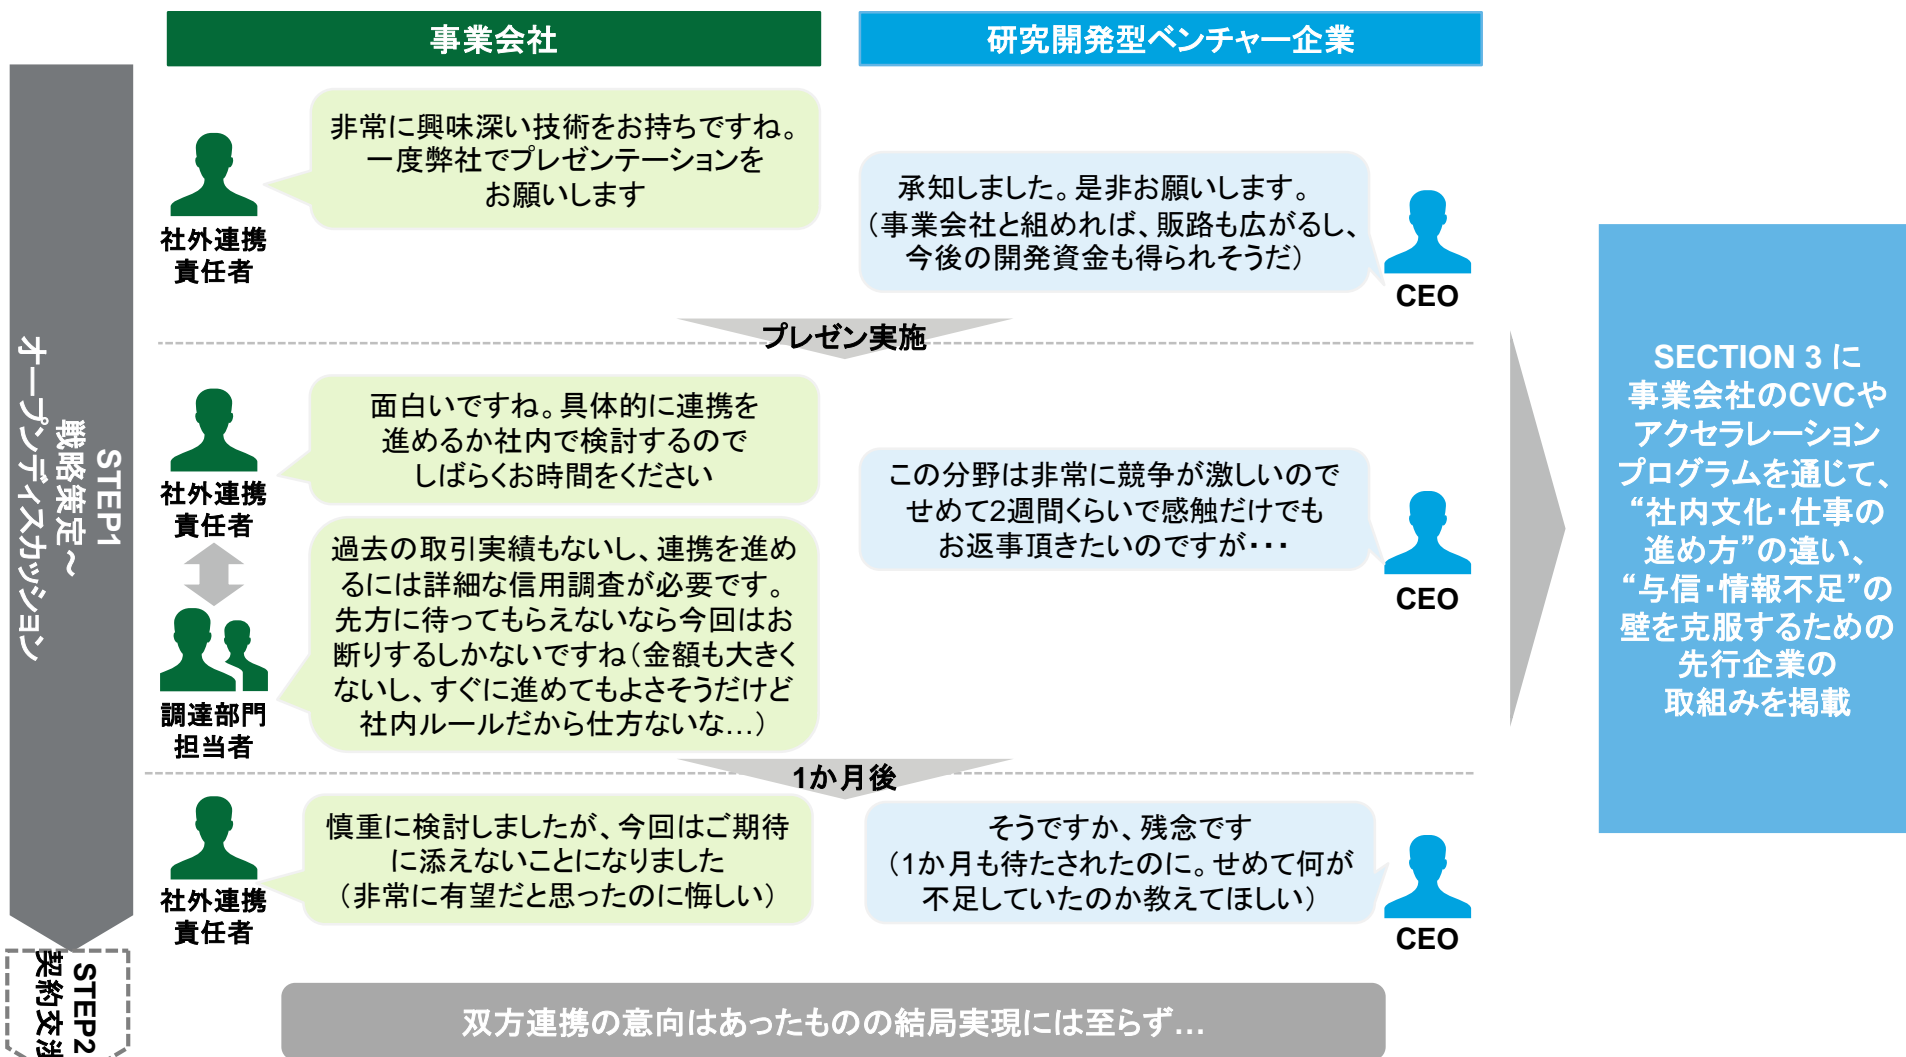 事業会社
研究開発型ベンチャー企業
STEP1
戦略策定～
オープンディスカッション
非常に興味深い技術をお持ちですね。
一度弊社でプレゼンテーションを
お願いします
社外連携
責任者
承知しました。是非お願いします。
（事業会社と組めれば、販路も広がるし、
今後の開発資金も得られそうだ）
CEO
プレゼン実施
面白いですね。具体的に連携を
進めるか社内で検討するので
しばらくお時間をください
社外連携
責任者
この分野は非常に競争が激しいので
せめて2週間くらいで感触だけでも
お返事頂きたいのですが・・・
CEO
過去の取引実績もないし、連携を進め
るには詳細な信用調査が必要です。
先方に待ってもらえないなら今回はお
断りするしかないですね（金額も大きく
ないし、すぐに進めてもよさそうだけど
社内ルールだから仕方ないな…）
調達部門
担当者
1か月後
慎重に検討しましたが、今回はご期待
に添えないことになりました
（非常に有望だと思ったのに悔しい）
社外連携
責任者
そうですか、残念です
（1か月も待たされたのに。せめて何が
不足していたのか教えてほしい）
CEO
STEP2
契約交渉
双方連携の意向はあったものの結局実現には至らず…
SECTION 3 に
事業会社のCVCや
アクセラレーション
プログラムを通じて、
“社内文化・仕事の
進め方”の違い、
“与信・情報不足”の
壁を克服するための
先行企業の
取組みを掲載